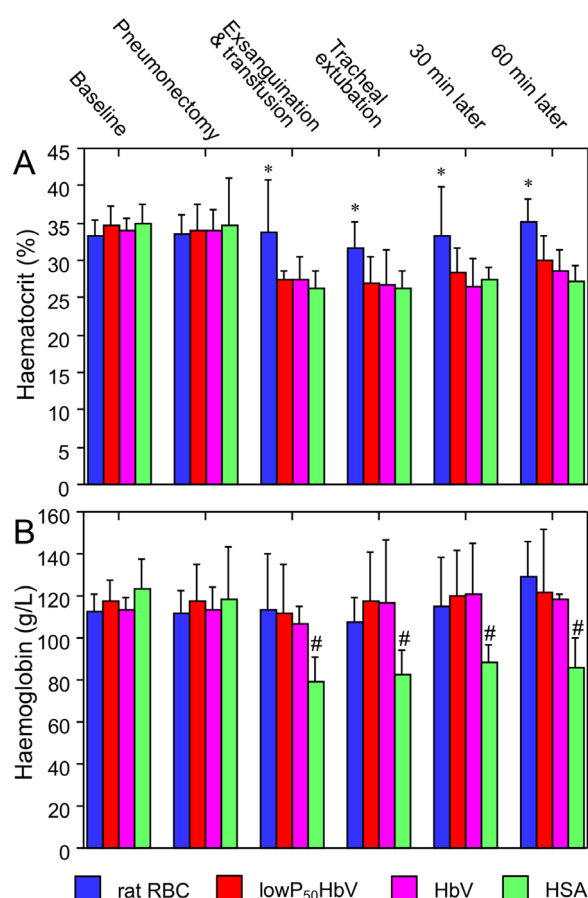 Baseline
Pneumonectomy
Exsanguination
& transfusion
Tracheal
extubation
30 min later
60 min later
A
45
40
35
30
25
20
15
10
5
0
Haematocrit (%)
*
*
*
*
B
160
140
120
100
80
60
40
20
0
Haemoglobin (g/L)
#
#
#
#
rat RBC lowP₅₀HbV HbV HSA